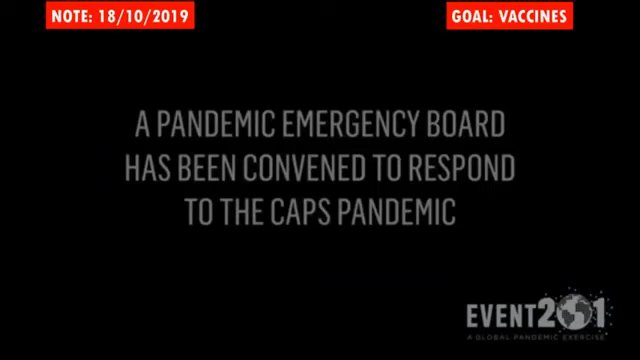 NOTE: 18/10/2019
GOAL: VACCINES
A PANDEMIC EMERGENCY BOARD
HAS BEEN CONVENED TO RESPOND
TO THE CAPS PANDEMIC
EVENT201
A GLOBAL PANDEMIC EXERCISE